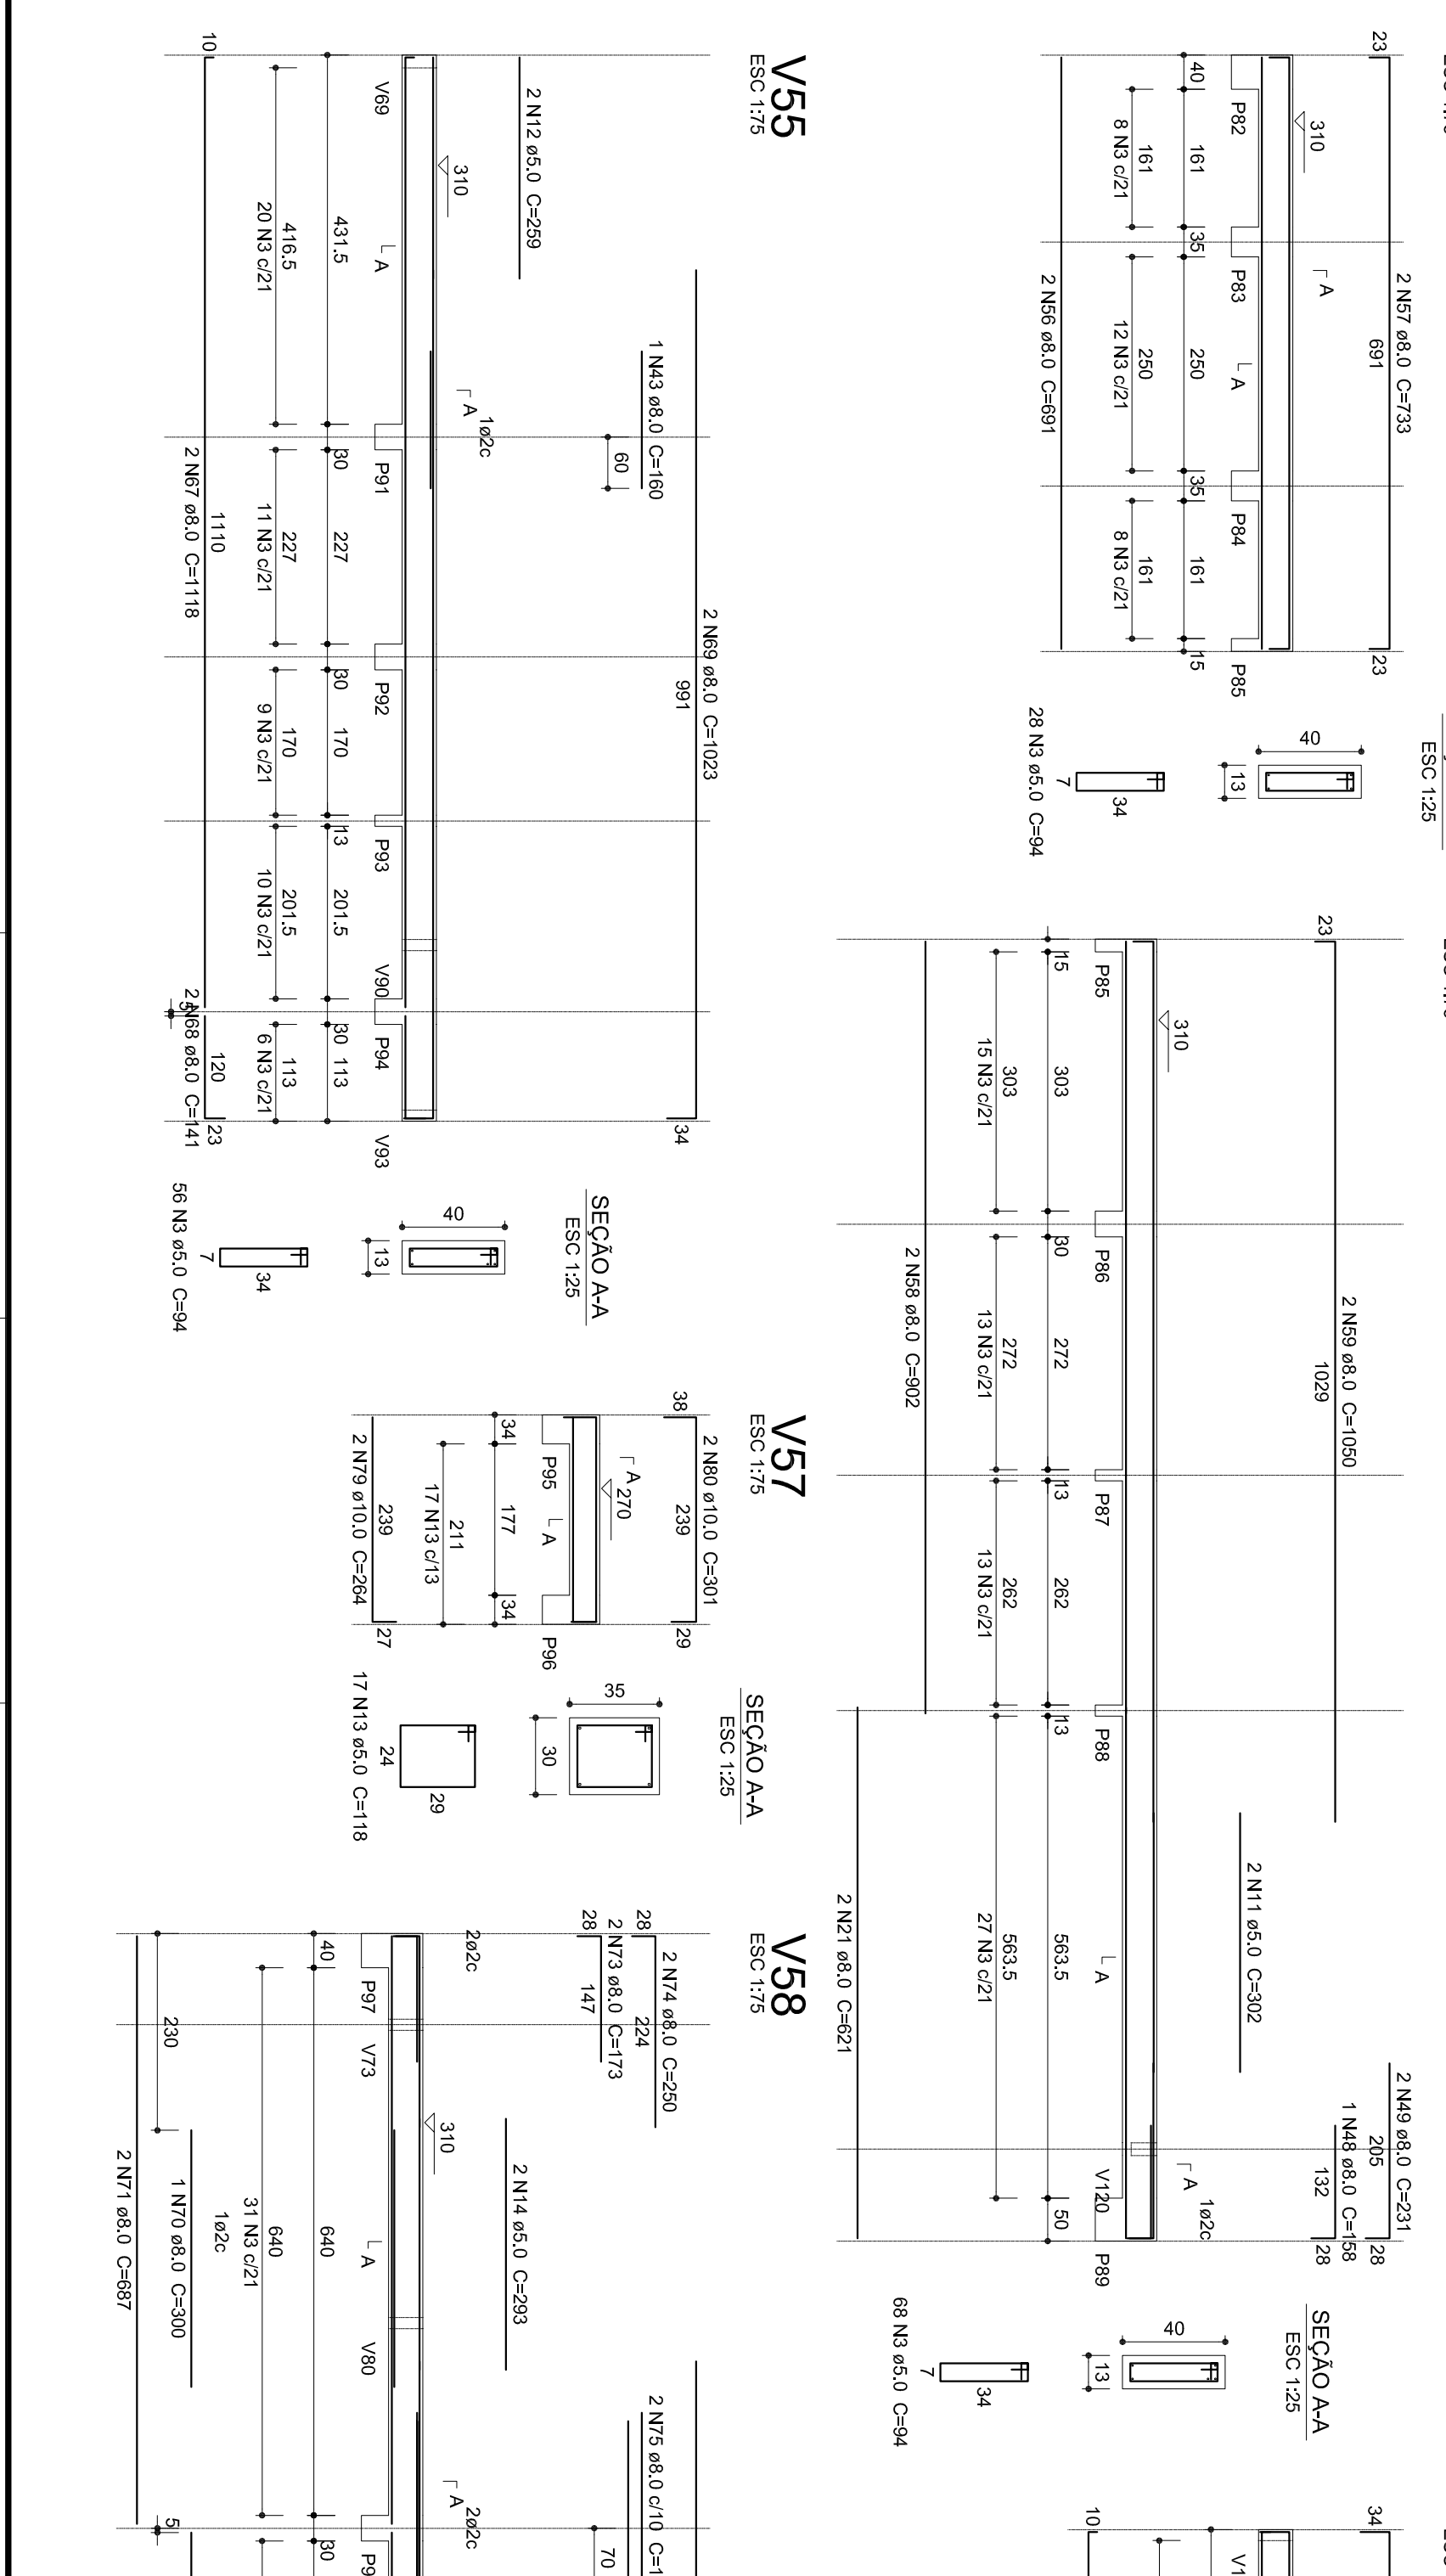 23
2 N57 ø8.0 C=733
691
23
310
A
A
P82
P83
P84
P85
40
161
35
250
35
161
15
161
250
161
8 N3 c/21
12 N3 c/21
8 N3 c/21
2 N56 ø8.0 C=691
ESC 1:25
40
13
34
7
28 N3 ø5.0 C=94
23
2 N59 ø8.0 C=1050
1029
2 N49 ø8.0 C=231
205
28
1 N48 ø8.0 C=158
132
28
2 N11 ø5.0 C=302
1ø2c
310
A
A
P85
P86
P87
P88
V120
P89
15
303
30
272
13
262
13
563.5
50
303
272
262
563.5
15 N3 c/21
13 N3 c/21
13 N3 c/21
27 N3 c/21
2 N58 ø8.0 C=902
2 N21 ø8.0 C=621
SEÇÃO A-A
ESC 1:25
40
13
34
7
68 N3 ø5.0 C=94
34
10
V55
ESC 1:75
2 N69 ø8.0 C=1023
991
34
1 N43 ø8.0 C=160
60
2 N12 ø5.0 C=259
1ø2c
310
A
A
V69
P91
P92
P93
V90
P94
V93
431.5
30
227
30
170
13
201.5
30
113
416.5
227
170
201.5
113
20 N3 c/21
11 N3 c/21
9 N3 c/21
10 N3 c/21
6 N3 c/21
10
1110
120
23
2 N67 ø8.0 C=1118
2 N68 ø8.0 C=141
5
SEÇÃO A-A
ESC 1:25
40
13
34
7
56 N3 ø5.0 C=94
V57
ESC 1:75
38
2 N80 ø10.0 C=301
239
29
A
270
A
P95
P96
34
177
34
211
17 N13 c/13
239
27
2 N79 ø10.0 C=264
SEÇÃO A-A
ESC 1:25
35
30
29
24
17 N13 ø5.0 C=118
V58
ESC 1:75
2 N74 ø8.0 C=250
28
224
2 N73 ø8.0 C=173
28
147
2 N75 ø8.0 c/10
70
2 N14 ø5.0 C=293
2ø2c
2ø2c
310
A
A
P97
V73
V80
40
640
30
640
31 N3 c/21
1ø2c
1 N70 ø8.0 C=300
230
5
2 N71 ø8.0 C=687